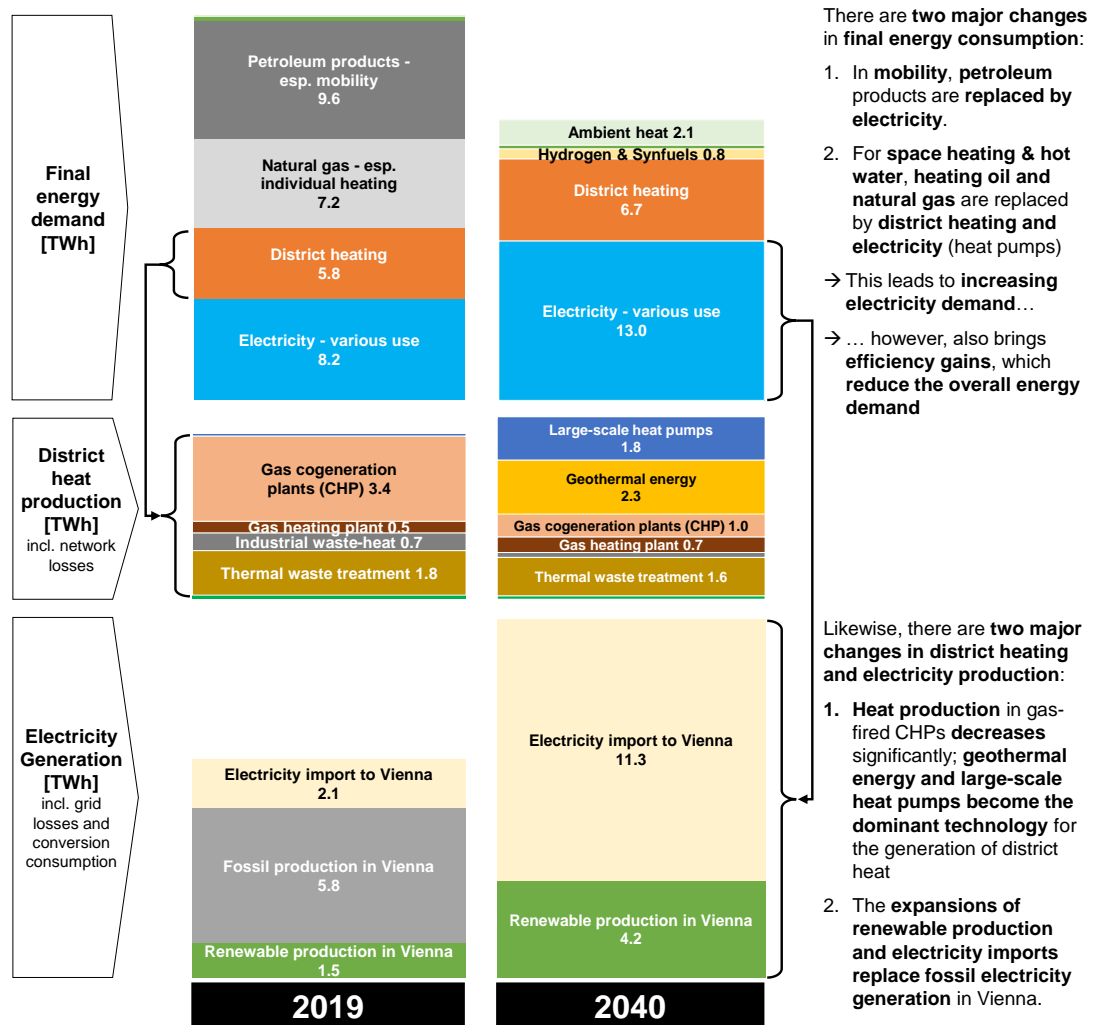 Final
energy
demand
[TWh]
Petroleum products -
esp. mobility
9.6
Natural gas - esp.
individual heating
7.2
District heating
5.8
Electricity - various use
8.2
Ambient heat 2.1
Hydrogen & Synfuels 0.8
District heating
6.7
Electricity - various use
13.0
There are two major changes
in final energy consumption:
1. In mobility, petroleum
products are replaced by
electricity.
2. For space heating & hot
water, heating oil and
natural gas are replaced
by district heating and
electricity (heat pumps)
→ This leads to increasing
electricity demand…
→ … however, also brings
efficiency gains, which
reduce the overall energy
demand
District
heat
production
[TWh]
incl. network
losses
Gas cogeneration
plants (CHP) 3.4
Gas heating plant 0.5
Industrial waste-heat 0.7
Thermal waste treatment 1.8
Large-scale heat pumps
1.8
Geothermal energy
2.3
Gas cogeneration plants (CHP) 1.0
Gas heating plant 0.7
Thermal waste treatment 1.6
Electricity
Generation
[TWh]
incl. grid
losses and
conversion
consumption
Electricity import to Vienna
2.1
Fossil production in Vienna
5.8
Renewable production in Vienna
1.5
Electricity import to Vienna
11.3
Renewable production in Vienna
4.2
Likewise, there are two major
changes in district heating
and electricity production:
1. Heat production in gas-
fired CHPs decreases
significantly; geothermal
energy and large-scale
heat pumps become the
dominant technology for
the generation of district
heat
2. The expansions of
renewable production
and electricity imports
replace fossil electricity
generation in Vienna.
2019
2040